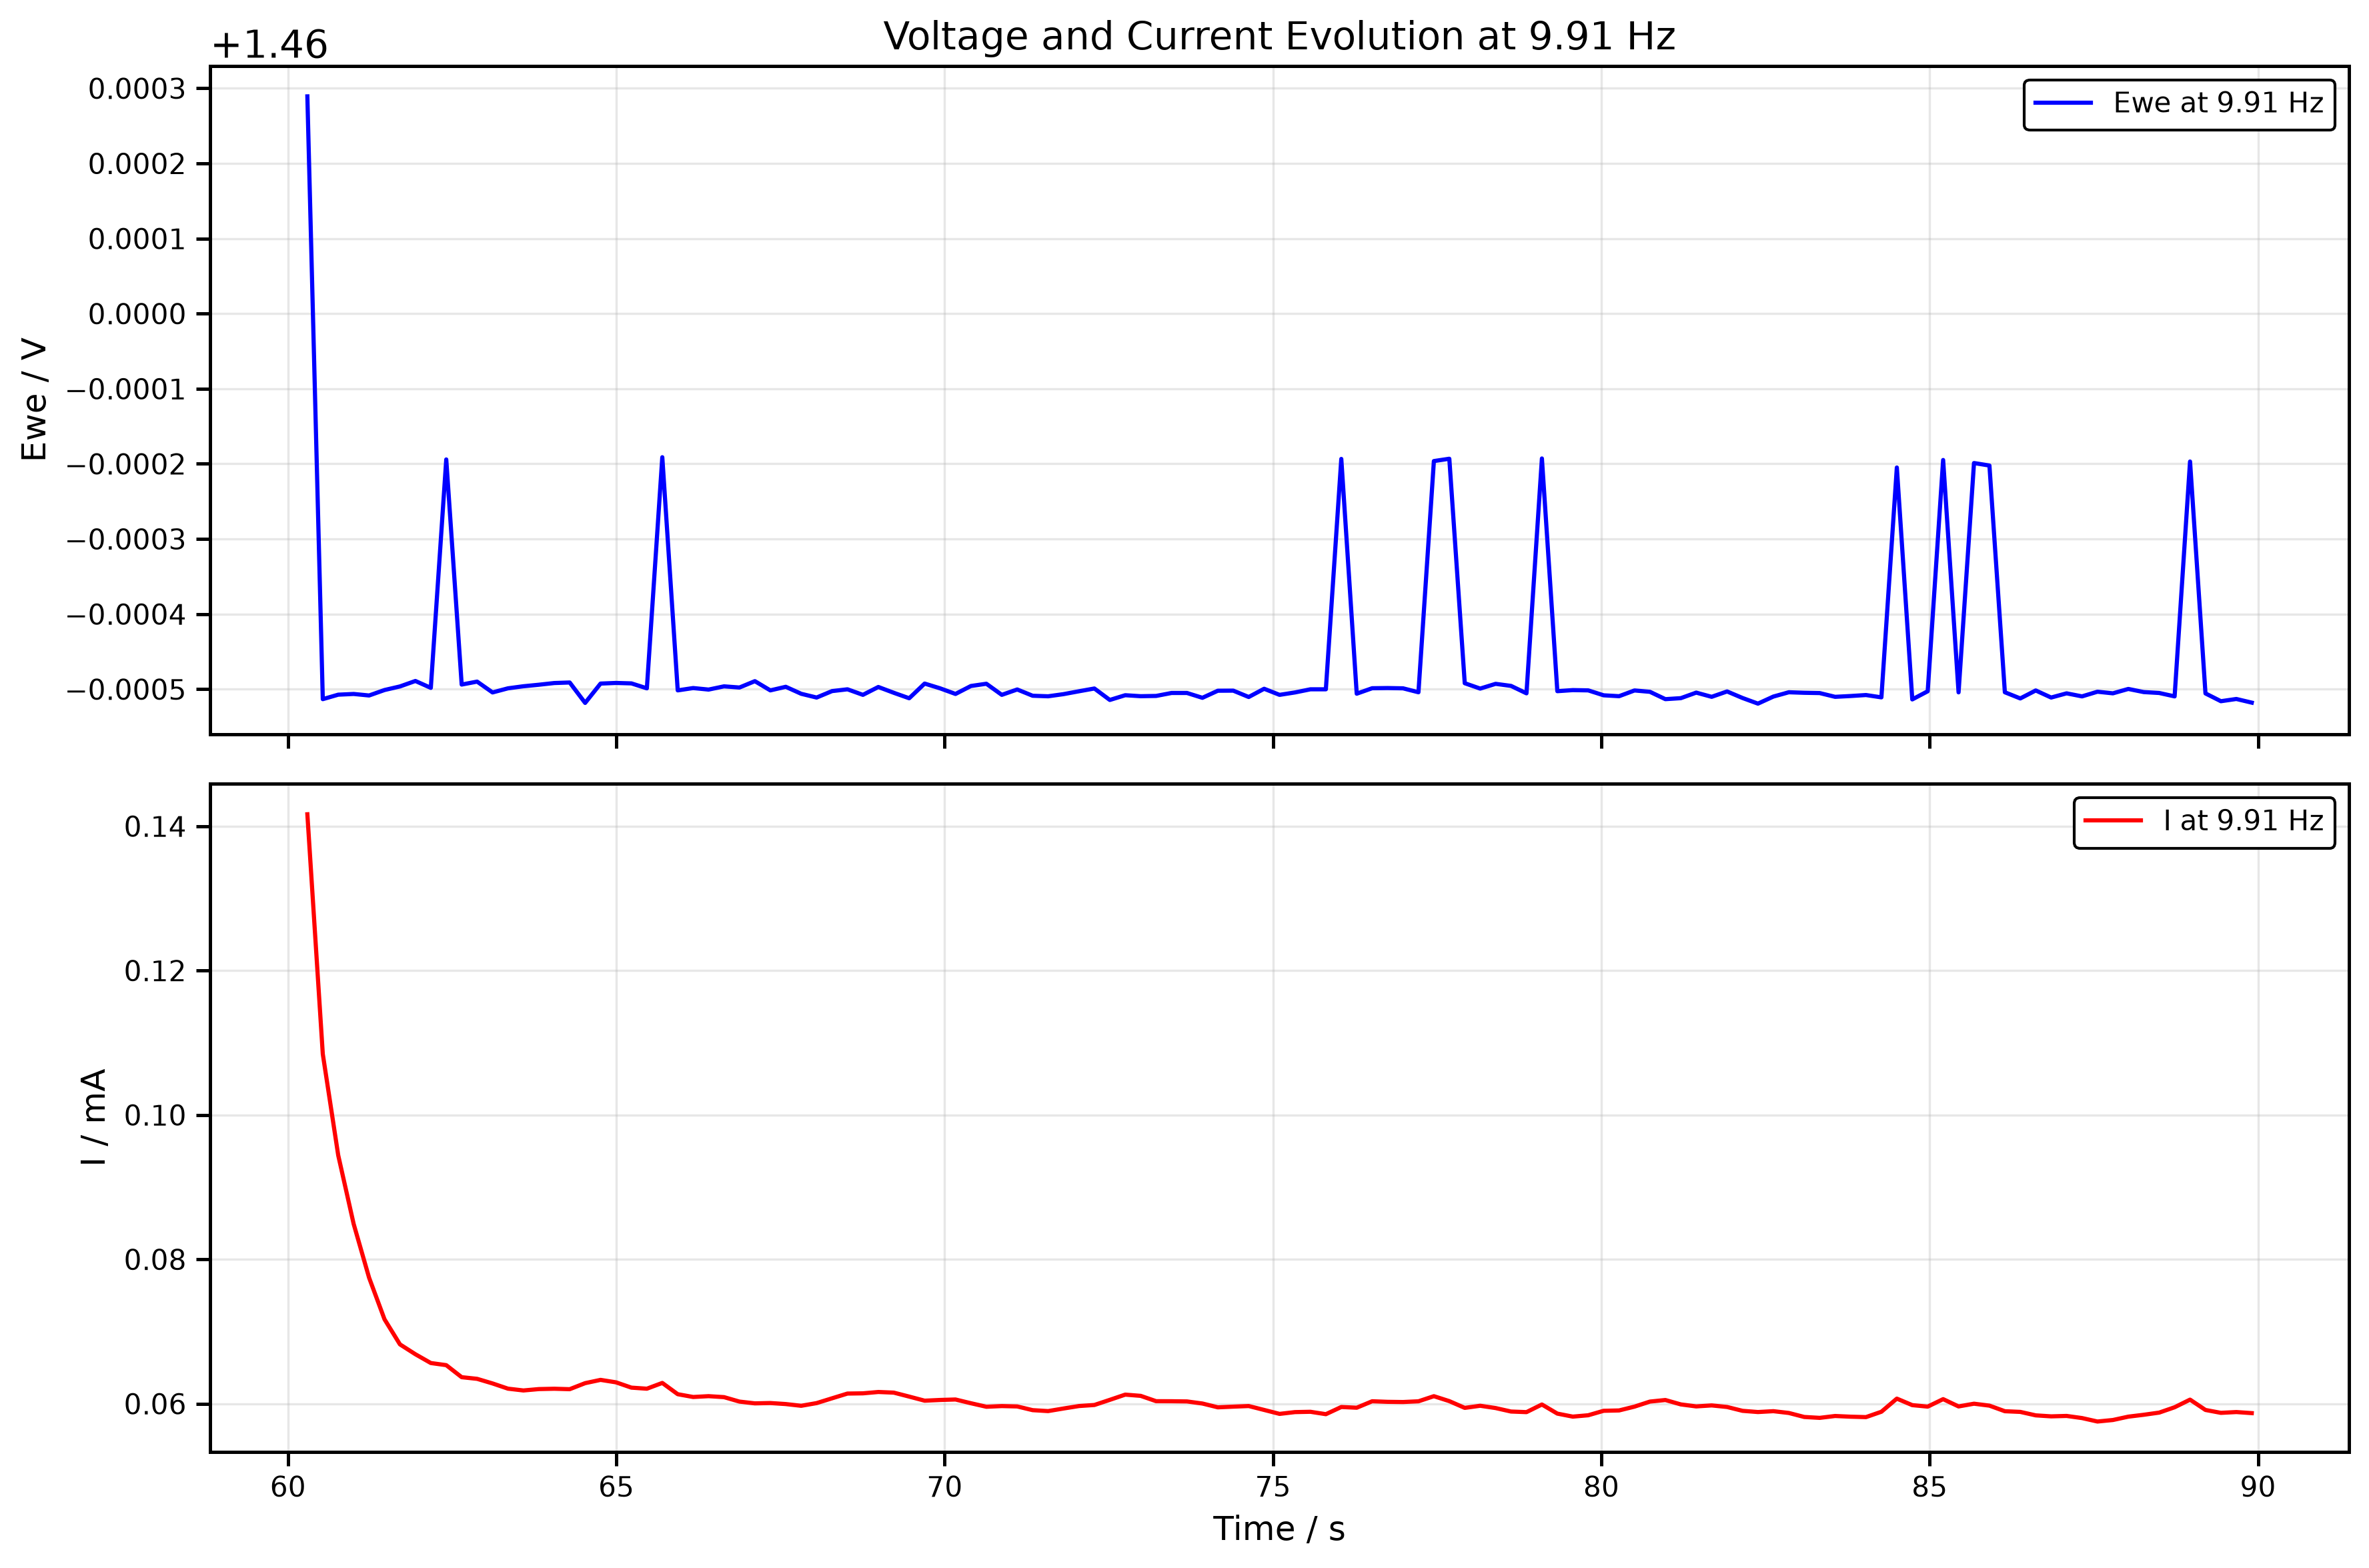 Voltage and Current Evolution at 9.91 Hz
+1.46
0.0003
0.0002
0.0001
0.0000
−0.0001
−0.0002
−0.0003
−0.0004
−0.0005
Ewe / V
Ewe at 9.91 Hz
0.14
0.12
0.10
0.08
0.06
I / mA
I at 9.91 Hz
60 65 70 75 80 85 90
Time / s